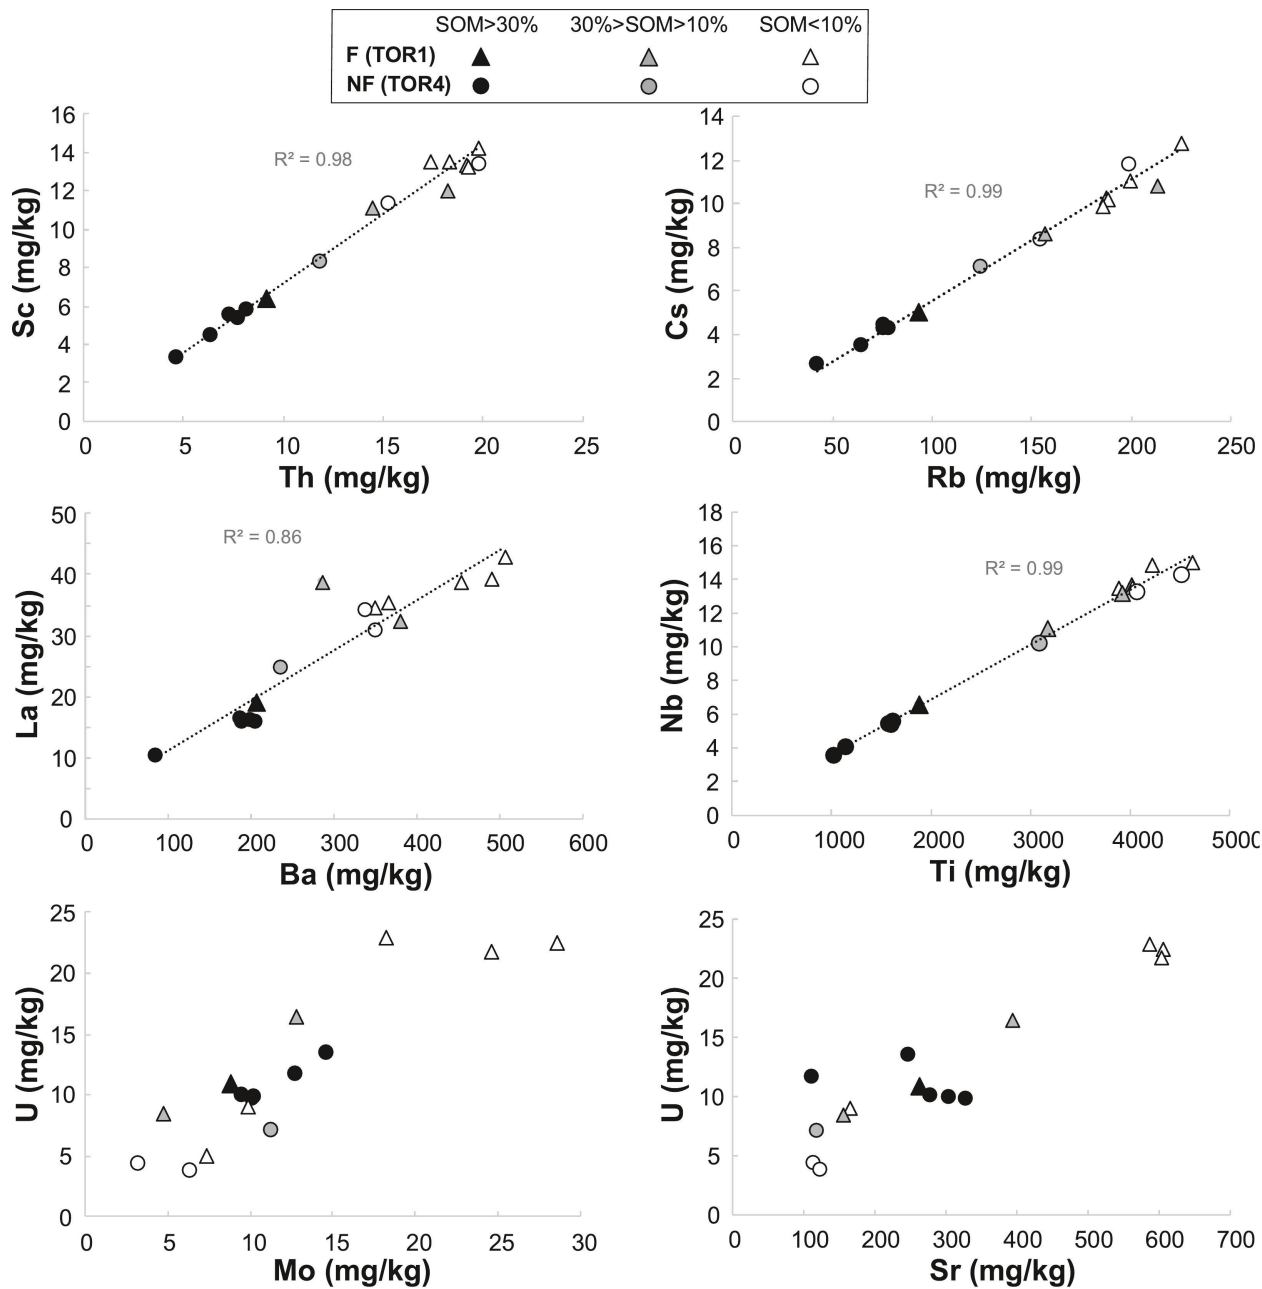 SOM>30% 30%>SOM>10% SOM<10%
F (TOR1)
NF (TOR4)
16
14
12
10
8
6
4
2
0
Sc (mg/kg)
R² = 0.98
0 5 10 15 20 25
Th (mg/kg)
14
12
10
8
6
4
2
0
Cs (mg/kg)
R² = 0.99
0 50 100 150 200 250
Rb (mg/kg)
50
40
30
20
10
0
La (mg/kg)
R² = 0.86
0 100 200 300 400 500 600
Ba (mg/kg)
18
16
14
12
10
8
6
4
2
0
Nb (mg/kg)
R² = 0.99
0 1000 2000 3000 4000 5000
Ti (mg/kg)
25
20
15
10
5
0
U (mg/kg)
0 5 10 15 20 25 30
Mo (mg/kg)
25
20
15
10
5
0
U (mg/kg)
0 100 200 300 400 500 600 700
Sr (mg/kg)